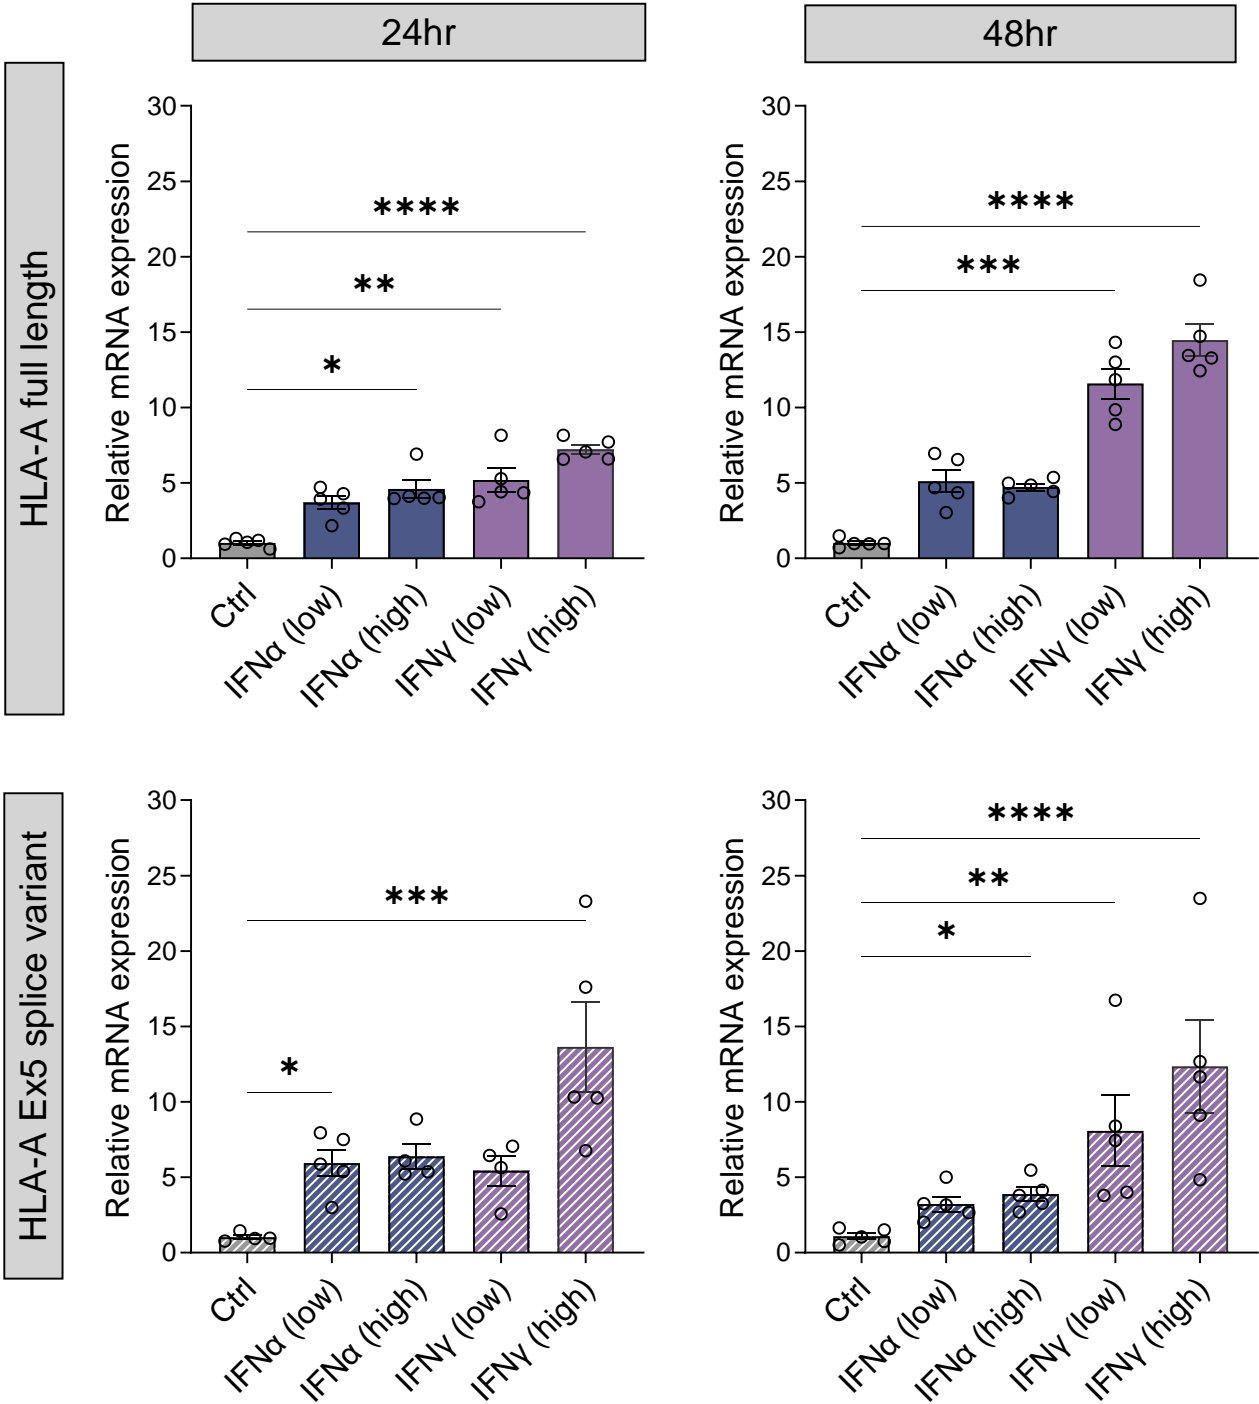 24hr
48hr
HLA-A full length
Relative mRNA expression
30
25
20
15
10
5
0
****
**
*
Ctrl
IFNα (low)
IFNα (high)
IFNγ (low)
IFNγ (high)
Relative mRNA expression
30
25
20
15
10
5
0
****
***
Ctrl
IFNα (low)
IFNα (high)
IFNγ (low)
IFNγ (high)
HLA-A Ex5 splice variant
Relative mRNA expression
30
25
20
15
10
5
0
***
*
Ctrl
IFNα (low)
IFNα (high)
IFNγ (low)
IFNγ (high)
Relative mRNA expression
30
25
20
15
10
5
0
****
**
*
Ctrl
IFNα (low)
IFNα (high)
IFNγ (low)
IFNγ (high)